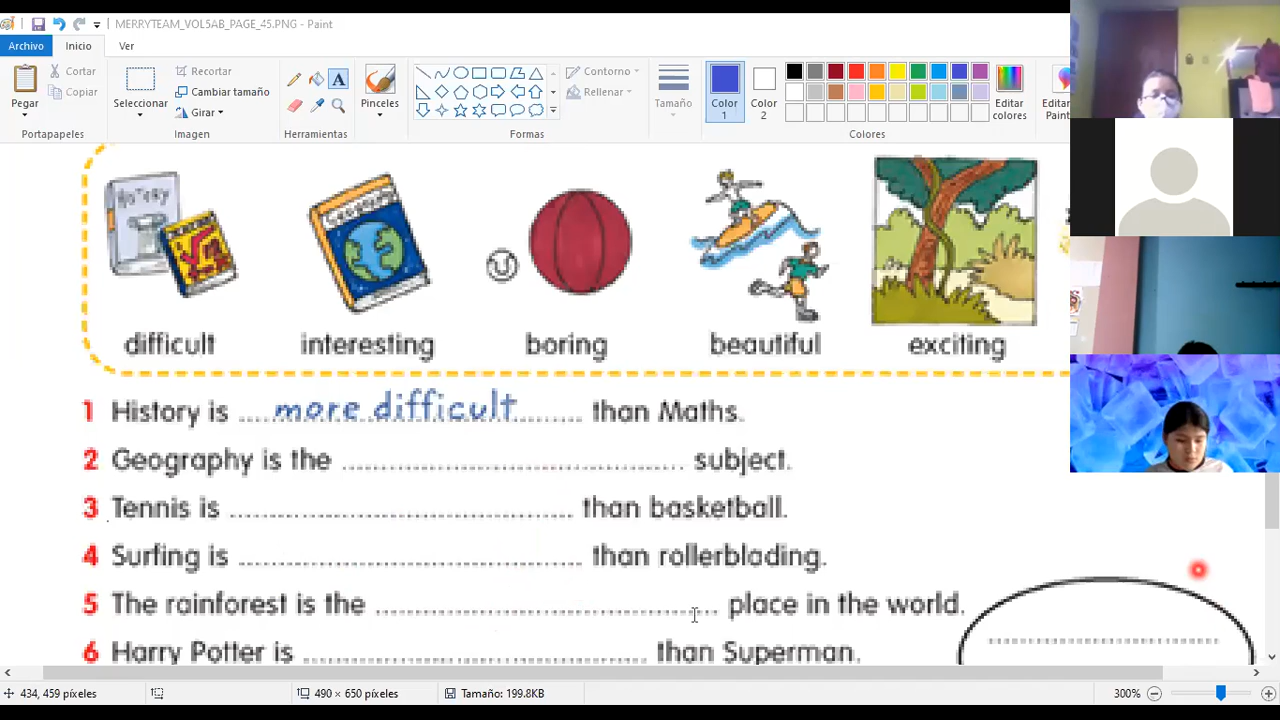 MERRYTEAM_VOL5AB_PAGE_45.PNG - Paint
Archivo Inicio Ver
Pegar
Cortar
Copiar
Portapapeles
Seleccionar
Recortar
Cambiar tamaño
Girar
Imagen
A
Herramientas
Pinceles
Contorno
Rellenar
Formas
Tamaño
Color 1
Color 2
Editar colores
Colores
Editar
Paint
HISTORY
difficult interesting boring beautiful exciting
1 History is more difficult than Maths.
2 Geography is the subject.
3 Tennis is than basketball.
4 Surfing is than rollerblading.
5 The rainforest is the place in the world.
6 Harry Potter is than Superman.
434, 459 píxeles 490 × 650 píxeles Tamaño: 199.8KB 300%